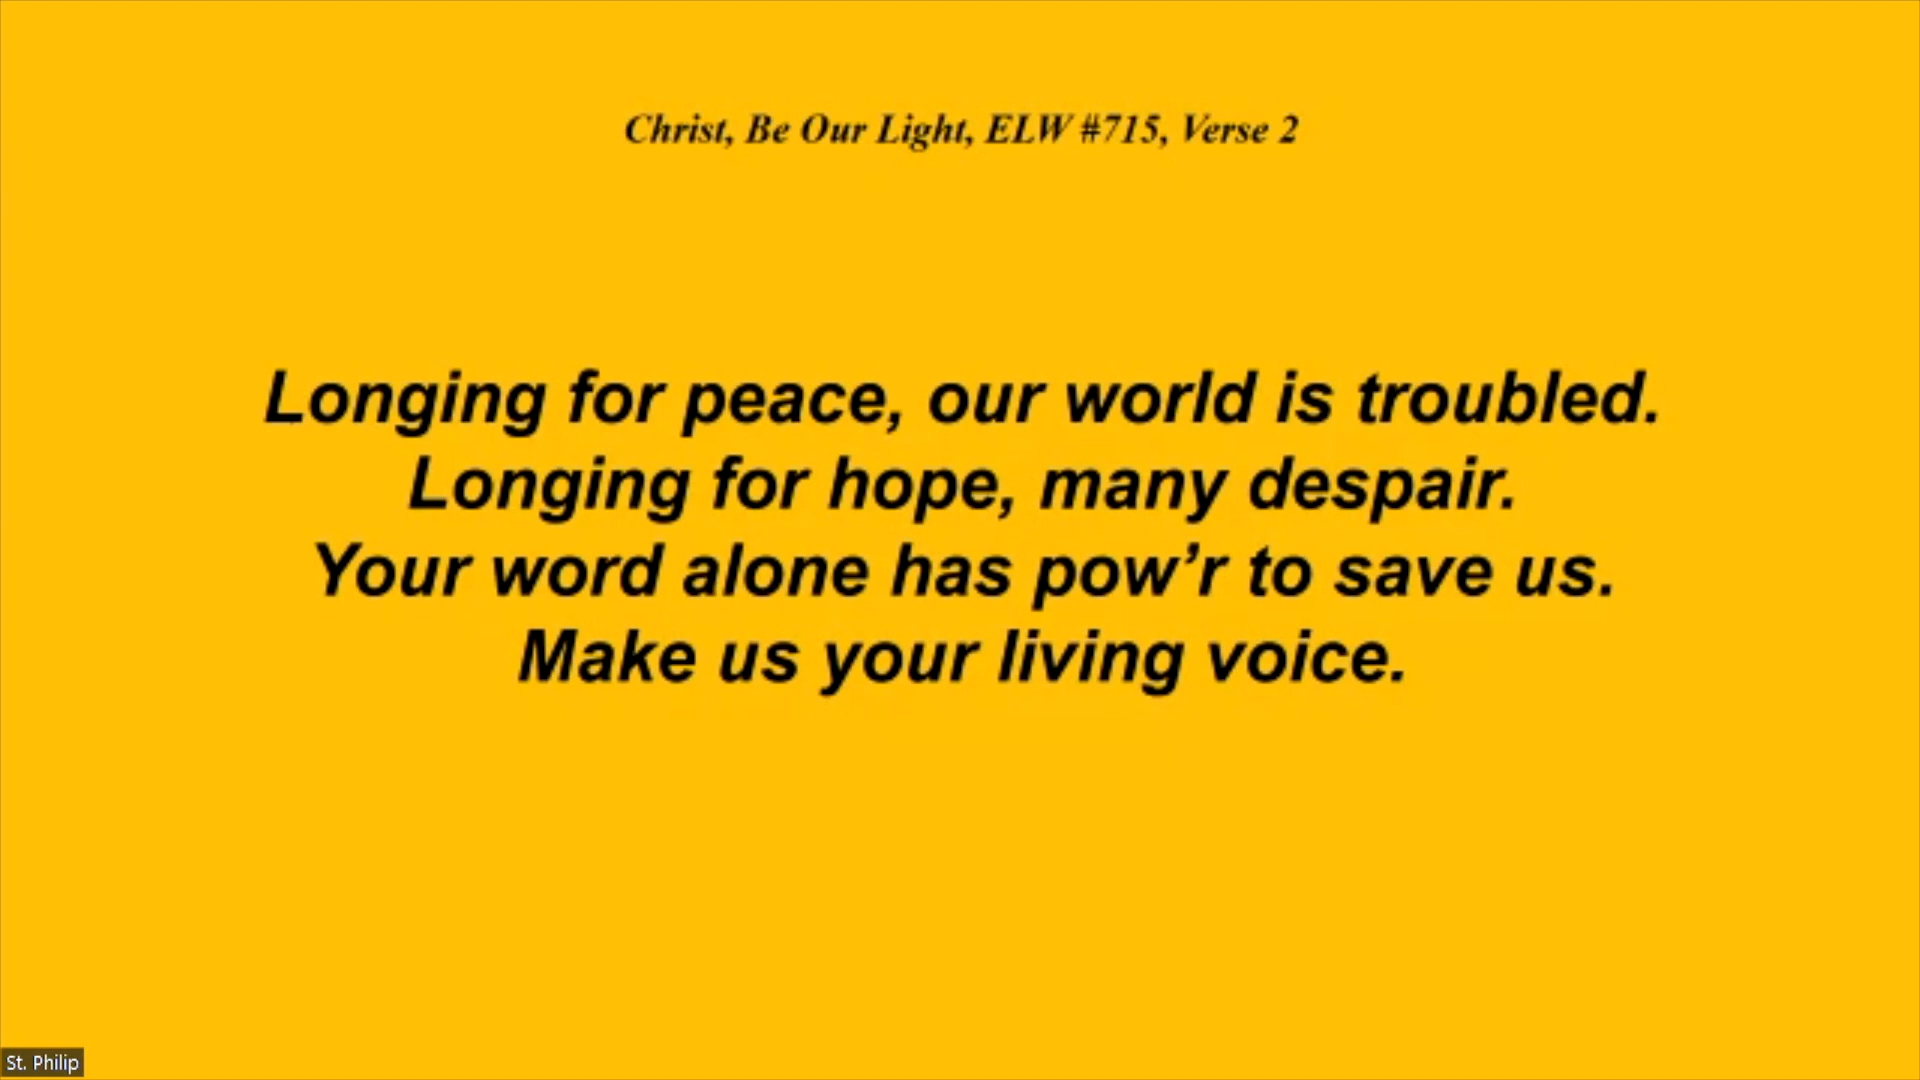 Christ, Be Our Light, ELW #715, Verse 2
Longing for peace, our world is troubled.
Longing for hope, many despair.
Your word alone has pow’r to save us.
Make us your living voice.
St. Philip